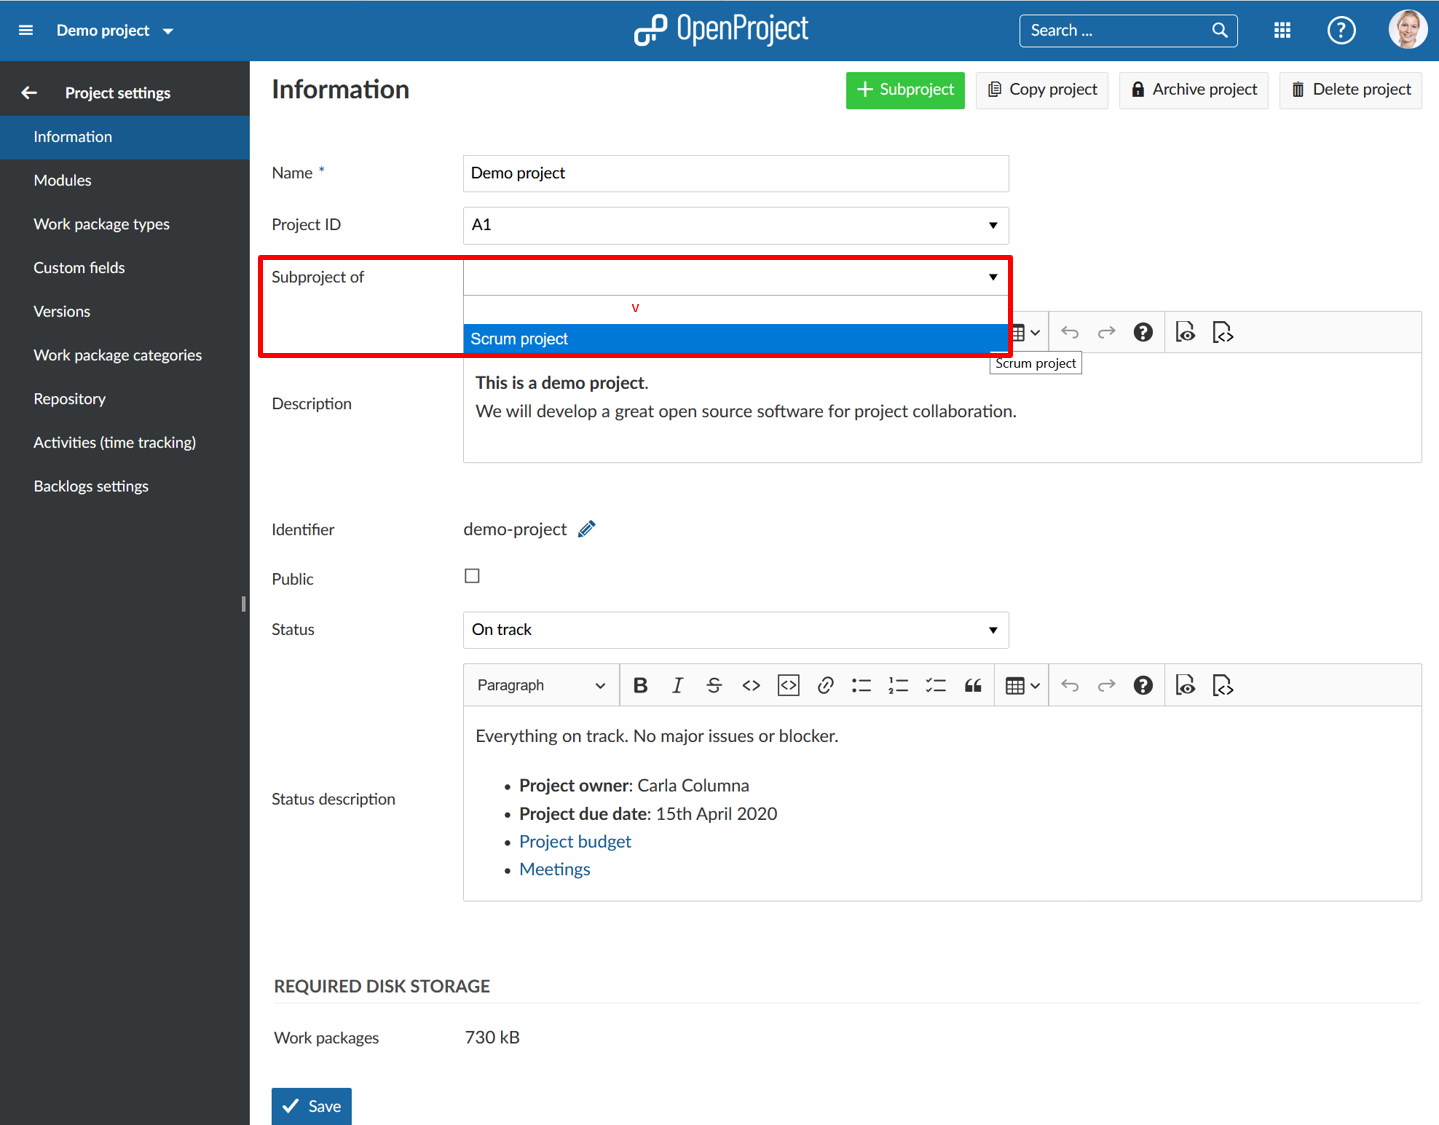 Demo project
OpenProject
Search ...
Project settings
Information
Modules
Work package types
Custom fields
Versions
Work package categories
Repository
Activities (time tracking)
Backlogs settings
Information
Subproject
Copy project
Archive project
Delete project
Name *
Demo project
Project ID
A1
Subproject of
v
Scrum project
Scrum project
Description
This is a demo project.
We will develop a great open source software for project collaboration.
Identifier
demo-project
Public
Status
On track
Paragraph
Status description
Everything on track. No major issues or blocker.
• Project owner: Carla Columna
• Project due date: 15th April 2020
• Project budget
• Meetings
REQUIRED DISK STORAGE
Work packages
730 kB
Save